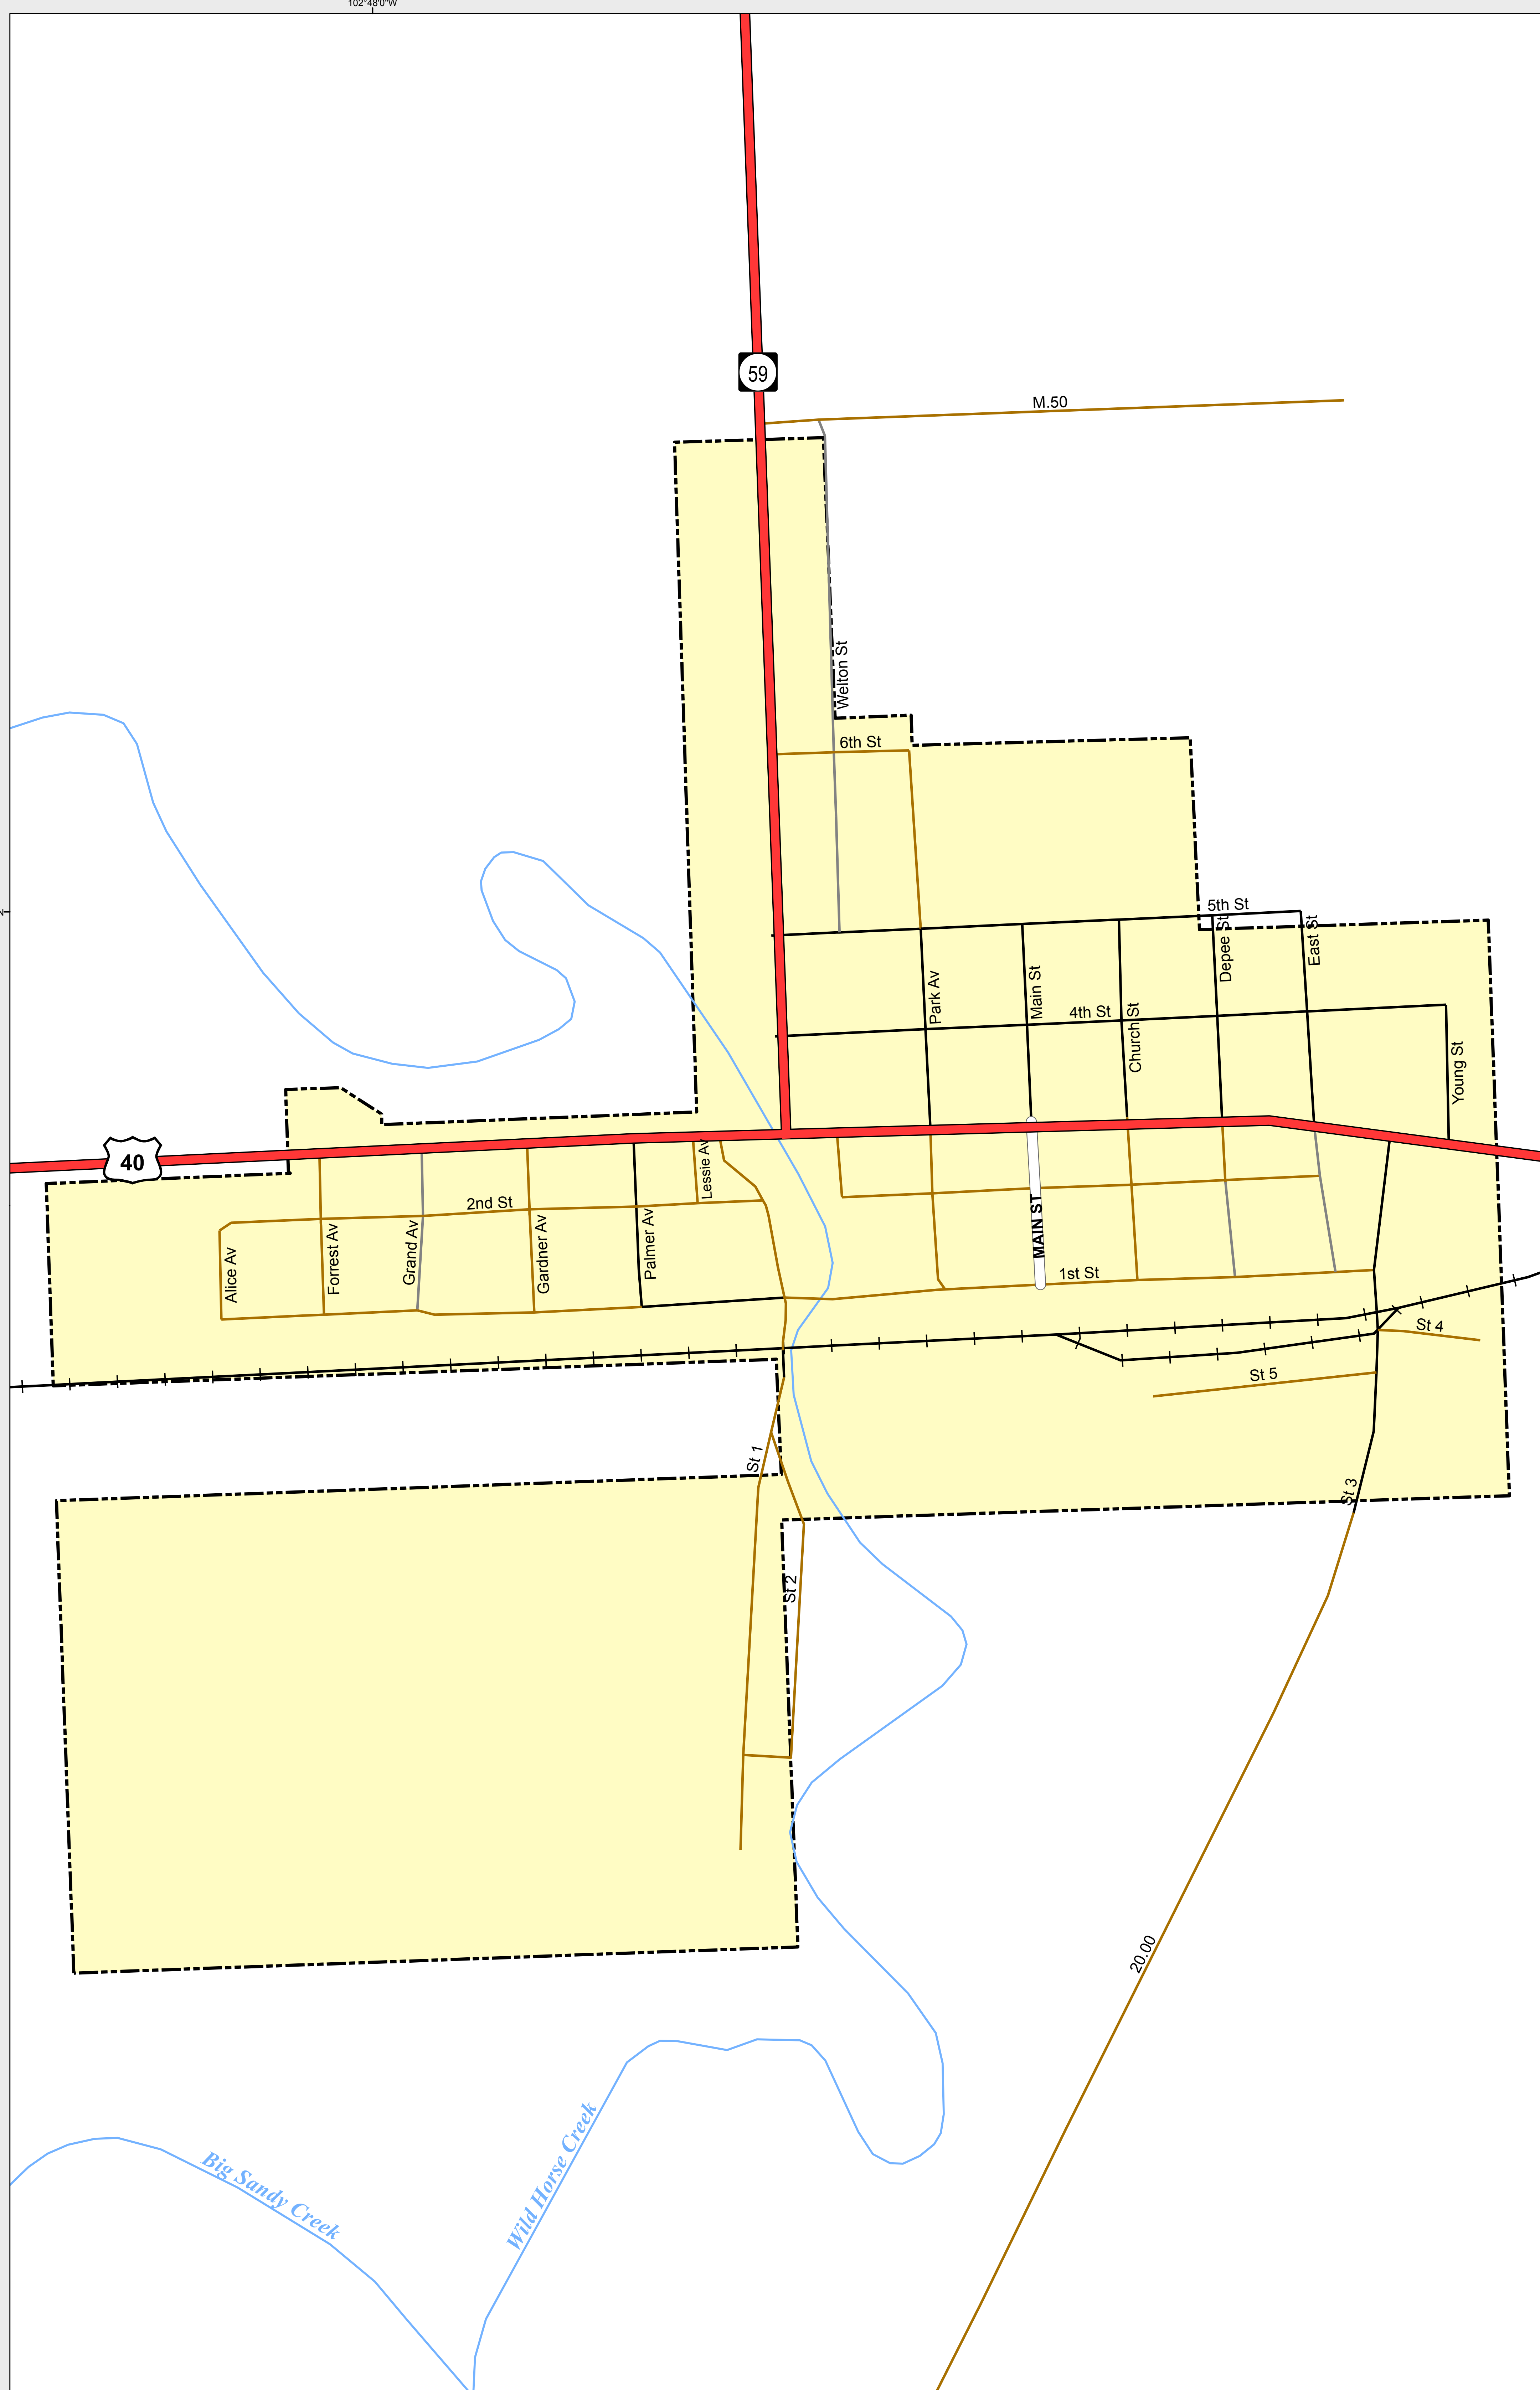 102°48'0"W
59
M.50
Welton St
6th St
5th St
Depee St
East St
Park Av
Main St
4th St
Church St
Young St
40
Lessie Av
2nd St
Alice Av
Forrest Av
Grand Av
Gardner Av
Palmer Av
MAIN ST
1st St
St 4
St 5
St 1
St 3
St 2
20.00
Big Sandy Creek
Wild Horse Creek